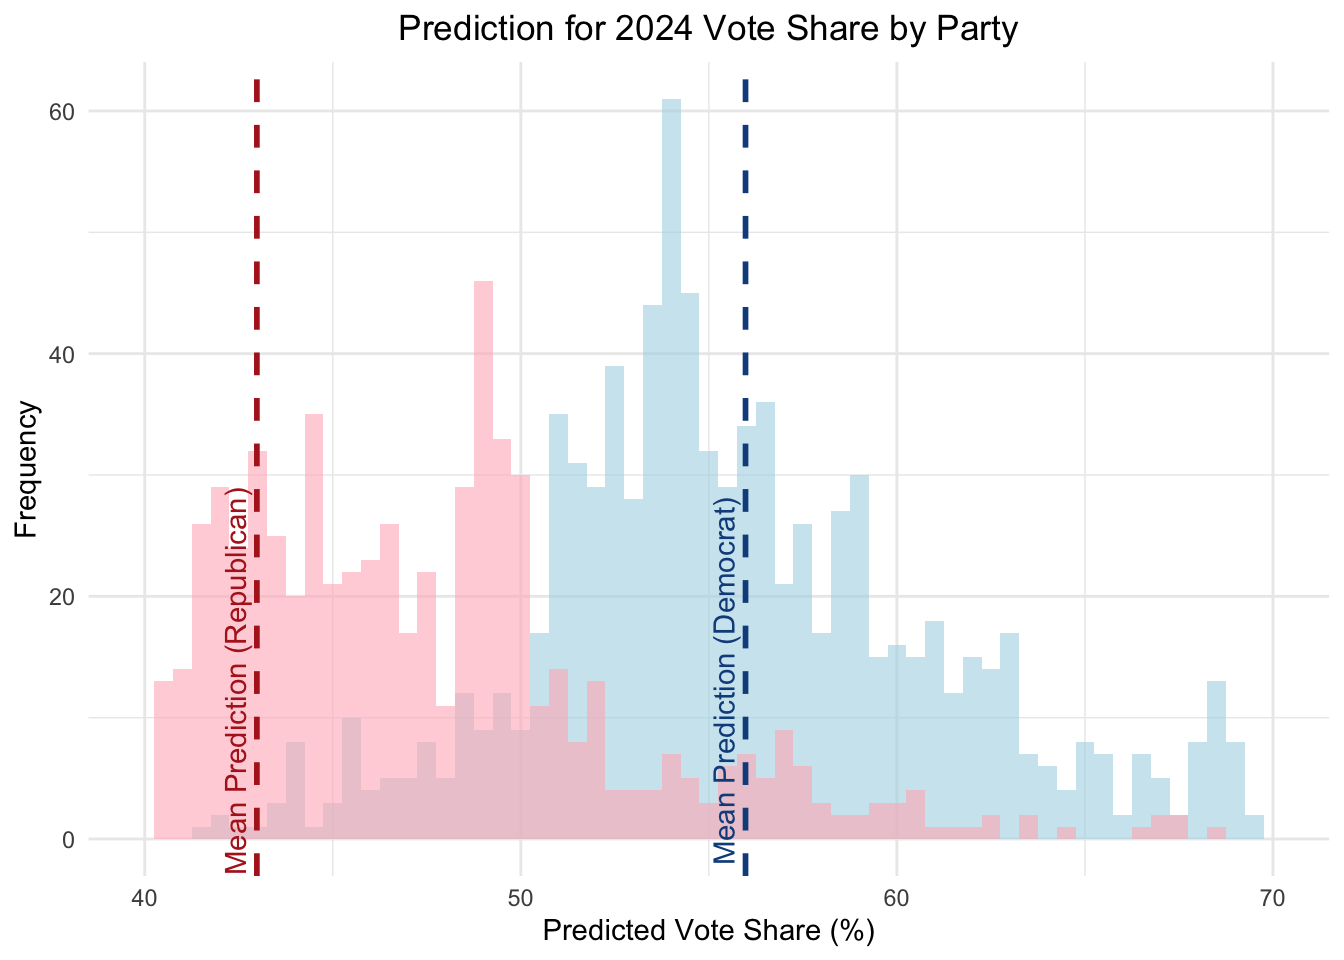 Prediction for 2024 Vote Share by Party
Frequency
60
40
20
0
Mean Prediction (Republican)
Mean Prediction (Democrat)
40 50 60 70
Predicted Vote Share (%)